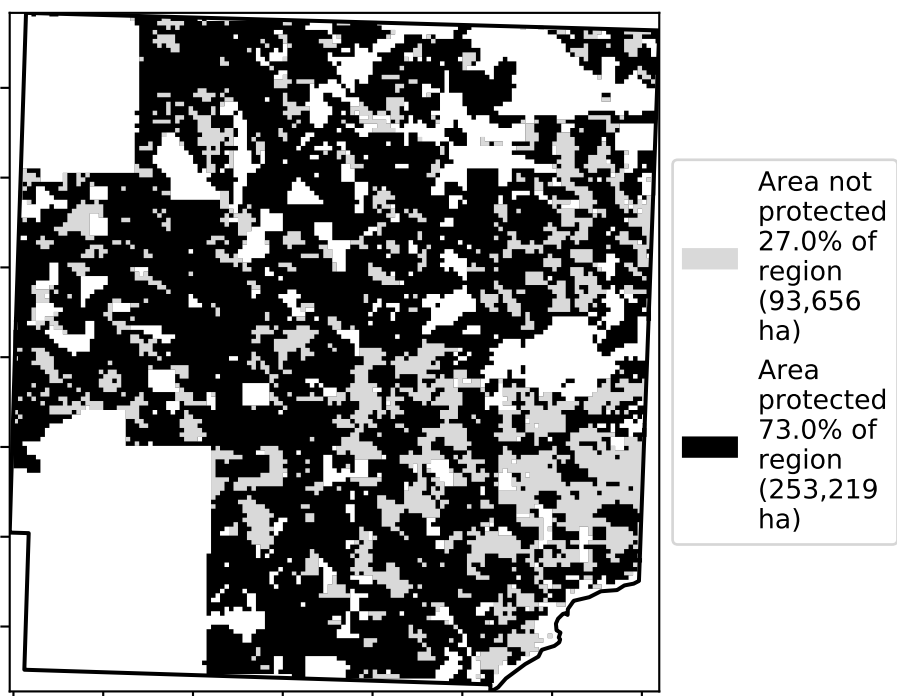 Area not
protected
27.0% of
region
(93,656
ha)
Area
protected
73.0% of
region
(253,219
ha)